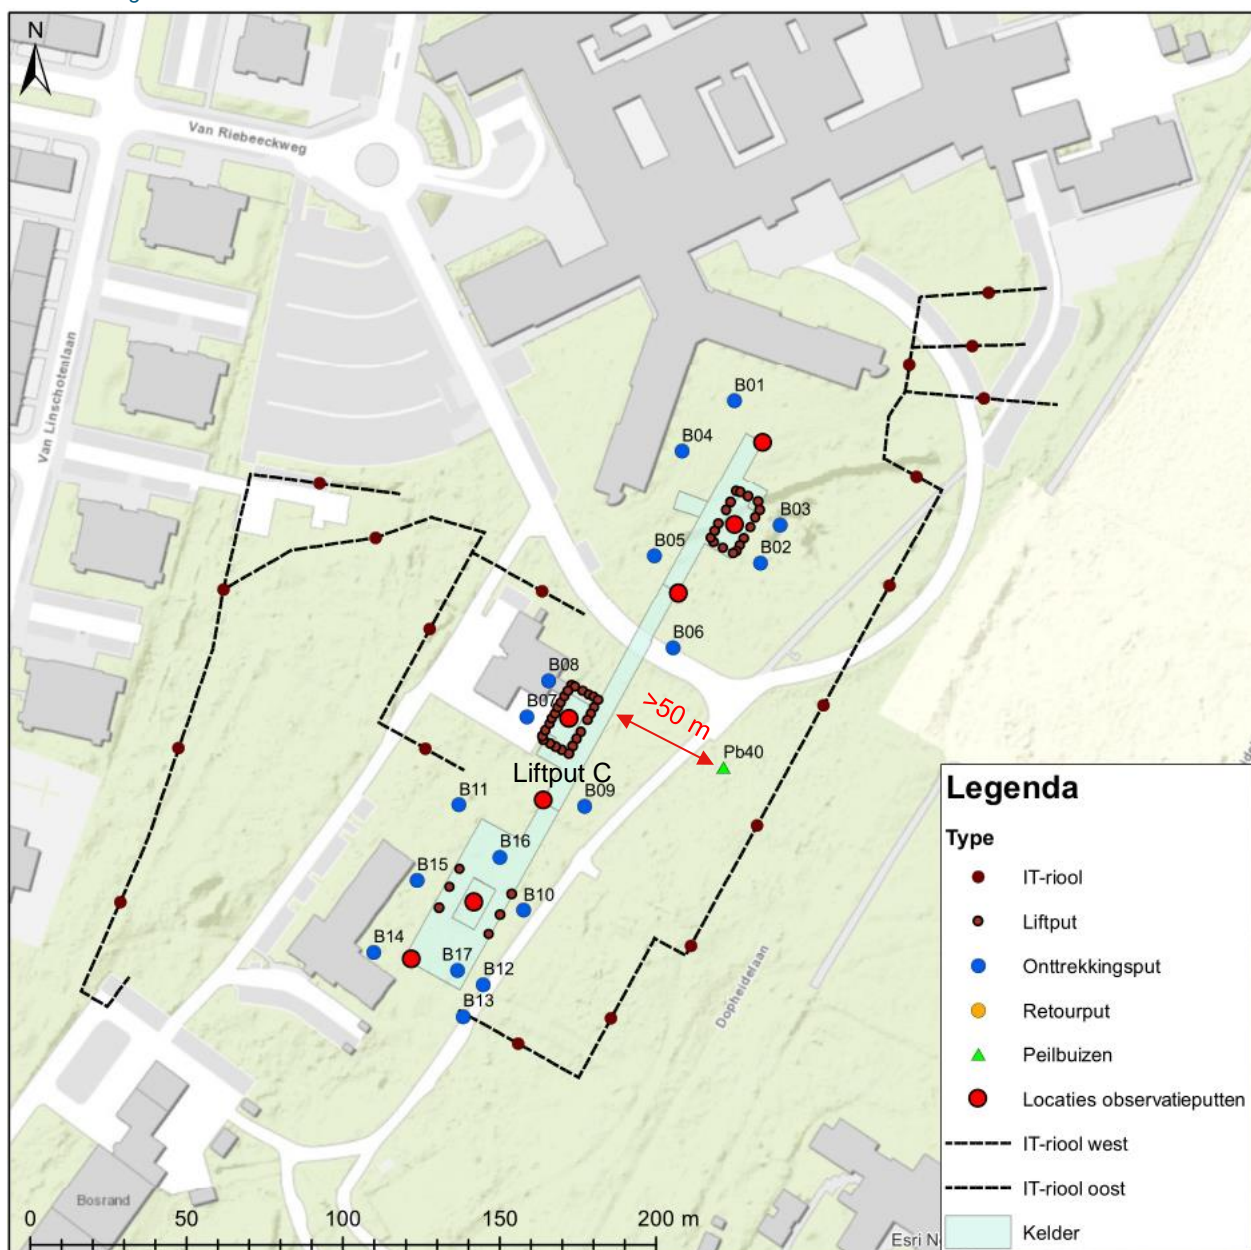 N
Van Riebeeckweg
Van Linschotenlaan
B01
B04
B03
B05
B02
B06
B08
B07
>50 m
Pb40
Liftput C
B11
B09
B16
B15
B10
B14
B17
B12
B13
Dopheidelaan
Bosrand
0 50 100 150 200 m
Esri N
Legenda
Type
IT-riool
Liftput
Onttrekkingsput
Retourput
Peilbuizen
Locaties observatieputten
IT-riool west
IT-riool oost
Kelder